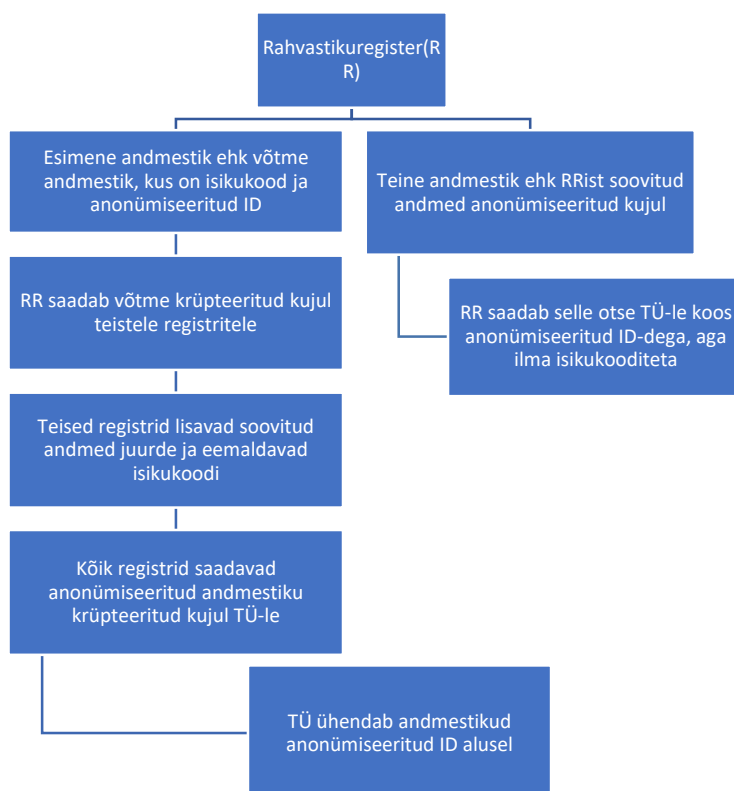 Rahvastikuregister(R
R)
Esimene andmestik ehk võtme
andmestik, kus on isikukood ja
anonümiseeritud ID
Teine andmestik ehk RRist soovitud
andmed anonümiseeritud kujul
RR saadab võtme krüpteeritud kujul
teistele registritele
RR saadab selle otse TÜ-le koos
anonümiseeritud ID-dega, aga
ilma isikukooditeta
Teised registrid lisavad soovitud
andmed juurde ja eemaldavad
isikukoodi
Kõik registrid saadavad
anonümiseeritud andmestiku
krüpteeritud kujul TÜ-le
TÜ ühendab andmestikud
anonümiseeritud ID alusel